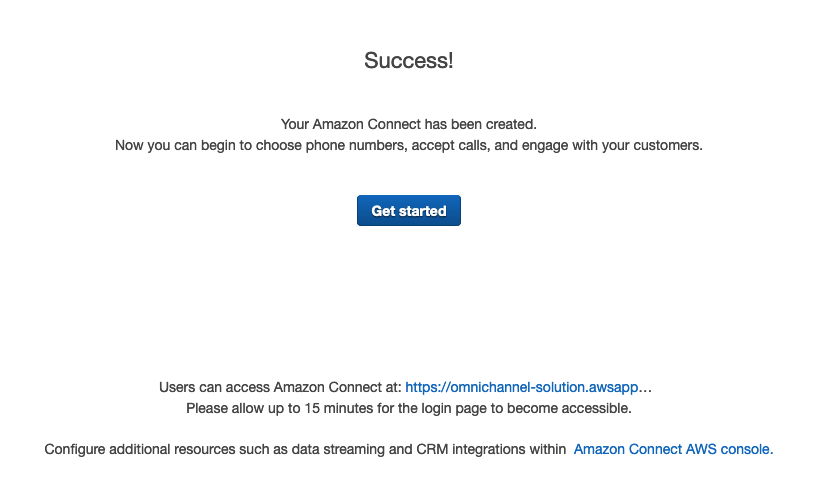 Success!
Your Amazon Connect has been created.
Now you can begin to choose phone numbers, accept calls, and engage with your customers.
Get started
Users can access Amazon Connect at: https://omnichannel-solution.awsapp...
Please allow up to 15 minutes for the login page to become accessible.
Configure additional resources such as data streaming and CRM integrations within Amazon Connect AWS console.